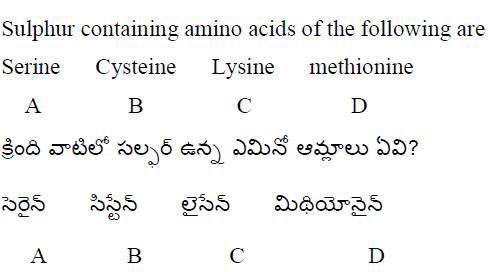 Sulphur containing amino acids of the following are
Serine Cysteine Lysine methionine
A B C D
క్రింది వాటిలో సల్ఫర్ ఉన్న ఎమినో ఆమ్లాలు ఏవి?
సెరైన్ సిస్టేన్ లైసేన్ మిథియోనైన్
A B C D